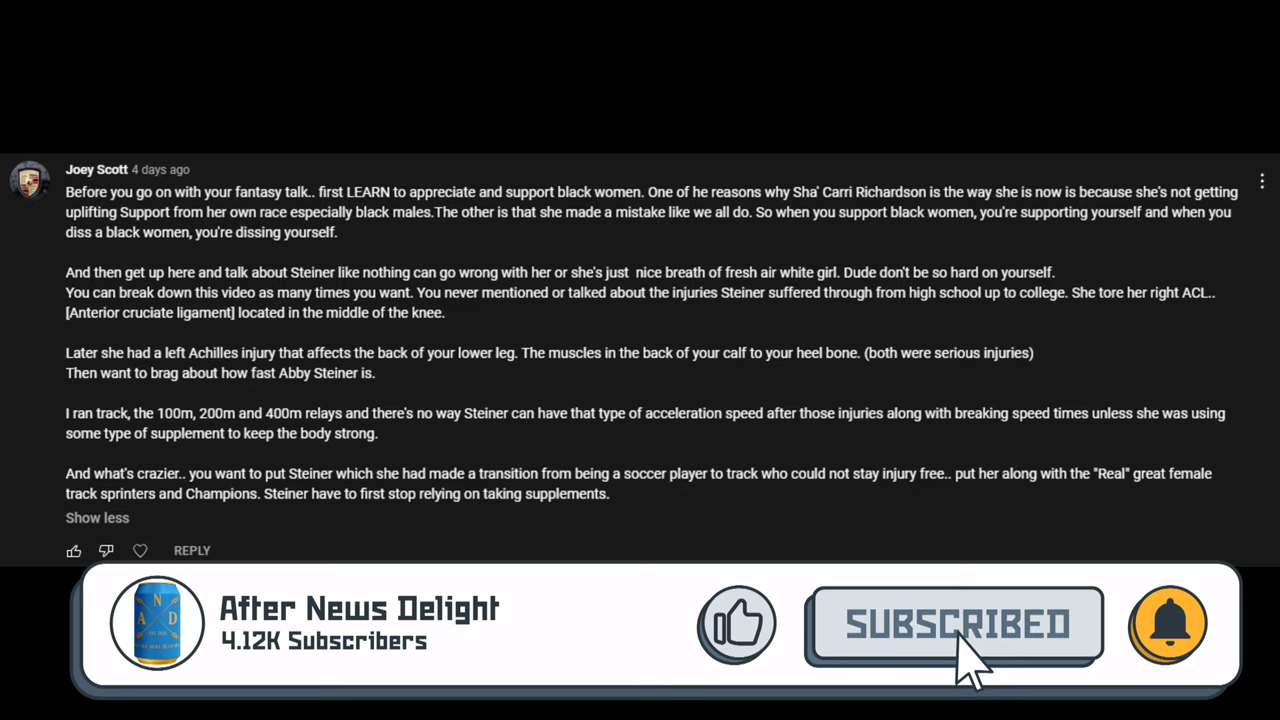 Joey Scott 4 days ago
Before you go on with your fantasy talk.. first LEARN to appreciate and support black women. One of he reasons why Sha' Carri Richardson is the way she is now is because she's not getting
uplifting Support from her own race especially black males.The other is that she made a mistake like we all do. So when you support black women, you're supporting yourself and when you
diss a black women, you're dissing yourself.
And then get up here and talk about Steiner like nothing can go wrong with her or she's just nice breath of fresh air white girl. Dude don't be so hard on yourself.
You can break down this video as many times you want. You never mentioned or talked about the injuries Steiner suffered through from high school up to college. She tore her right ACL..
[Anterior cruciate ligament] located in the middle of the knee.
Later she had a left Achilles injury that affects the back of your lower leg. The muscles in the back of your calf to your heel bone. (both were serious injuries)
Then want to brag about how fast Abby Steiner is.
I ran track, the 100m, 200m and 400m relays and there's no way Steiner can have that type of acceleration speed after those injuries along with breaking speed times unless she was using
some type of supplement to keep the body strong.
And what's crazier.. you want to put Steiner which she had made a transition from being a soccer player to track who could not stay injury free.. put her along with the "Real" great female
track sprinters and Champions. Steiner have to first stop relying on taking supplements.
Show less
REPLY
N
A D
After News Delight
4.12K Subscribers
SUBSCRIBED